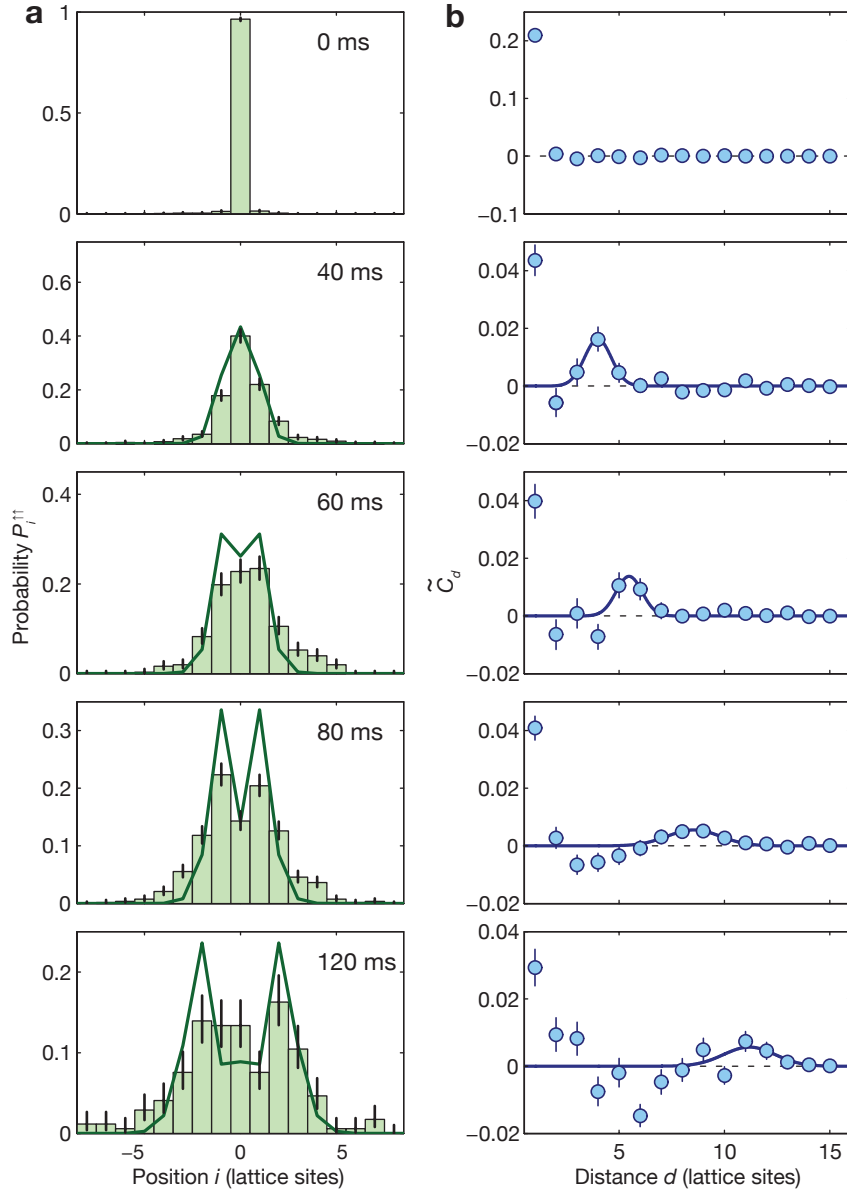 a
b
1
0.5
0
0 ms
0.2
0.1
0
−0.1
0.6
0.4
0.2
0
40 ms
0.04
0.02
0
−0.02
0.4
0.2
0
60 ms
0.04
0.02
0
−0.02
Probability P_i^↑↑
C̃_d
0.3
0.2
0.1
0
80 ms
0.04
0.02
0
−0.02
0.2
0.1
0
120 ms
0.04
0.02
0
−0.02
−5 0 5
5 10 15
Position i (lattice sites)
Distance d (lattice sites)